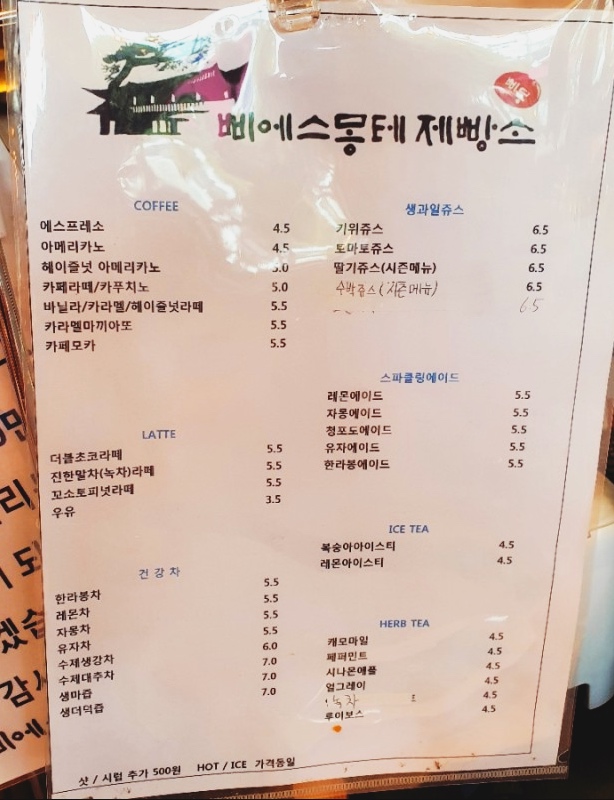 삐에스몽테 제빵소
COFFEE
에스프레소 4.5
아메리카노 4.5
헤이즐넛 아메리카노 5.0
카페라떼/카푸치노 5.0
바닐라/카라멜/헤이즐넛라떼 5.5
카라멜마끼아또 5.5
카페모카 5.5
LATTE
더블초코라떼 5.5
진한말차(녹차)라떼 5.5
꼬소토피넛라떼 5.5
우유 3.5
건 강 차
한라봉차 5.5
레몬차 5.5
자몽차 5.5
유자차 5.5
수제생강차 6.0
수제대추차 7.0
생마즙 7.0
생더덕즙 7.0
샷 / 시럽 추가 500원 HOT / ICE 가격동일
생과일쥬스
키위쥬스 6.5
토마토쥬스 6.5
딸기쥬스(시즌메뉴) 6.5
수박쥬스(시즌메뉴) 6.5
스파클링에이드
레몬에이드 5.5
자몽에이드 5.5
청포도에이드 5.5
유자에이드 5.5
한라봉에이드 5.5
ICE TEA
복숭아아이스티 4.5
레몬아이스티 4.5
HERB TEA
캐모마일 4.5
페퍼민트 4.5
시나몬애플 4.5
얼그레이 4.5
녹차 4.5
루이보스 4.5